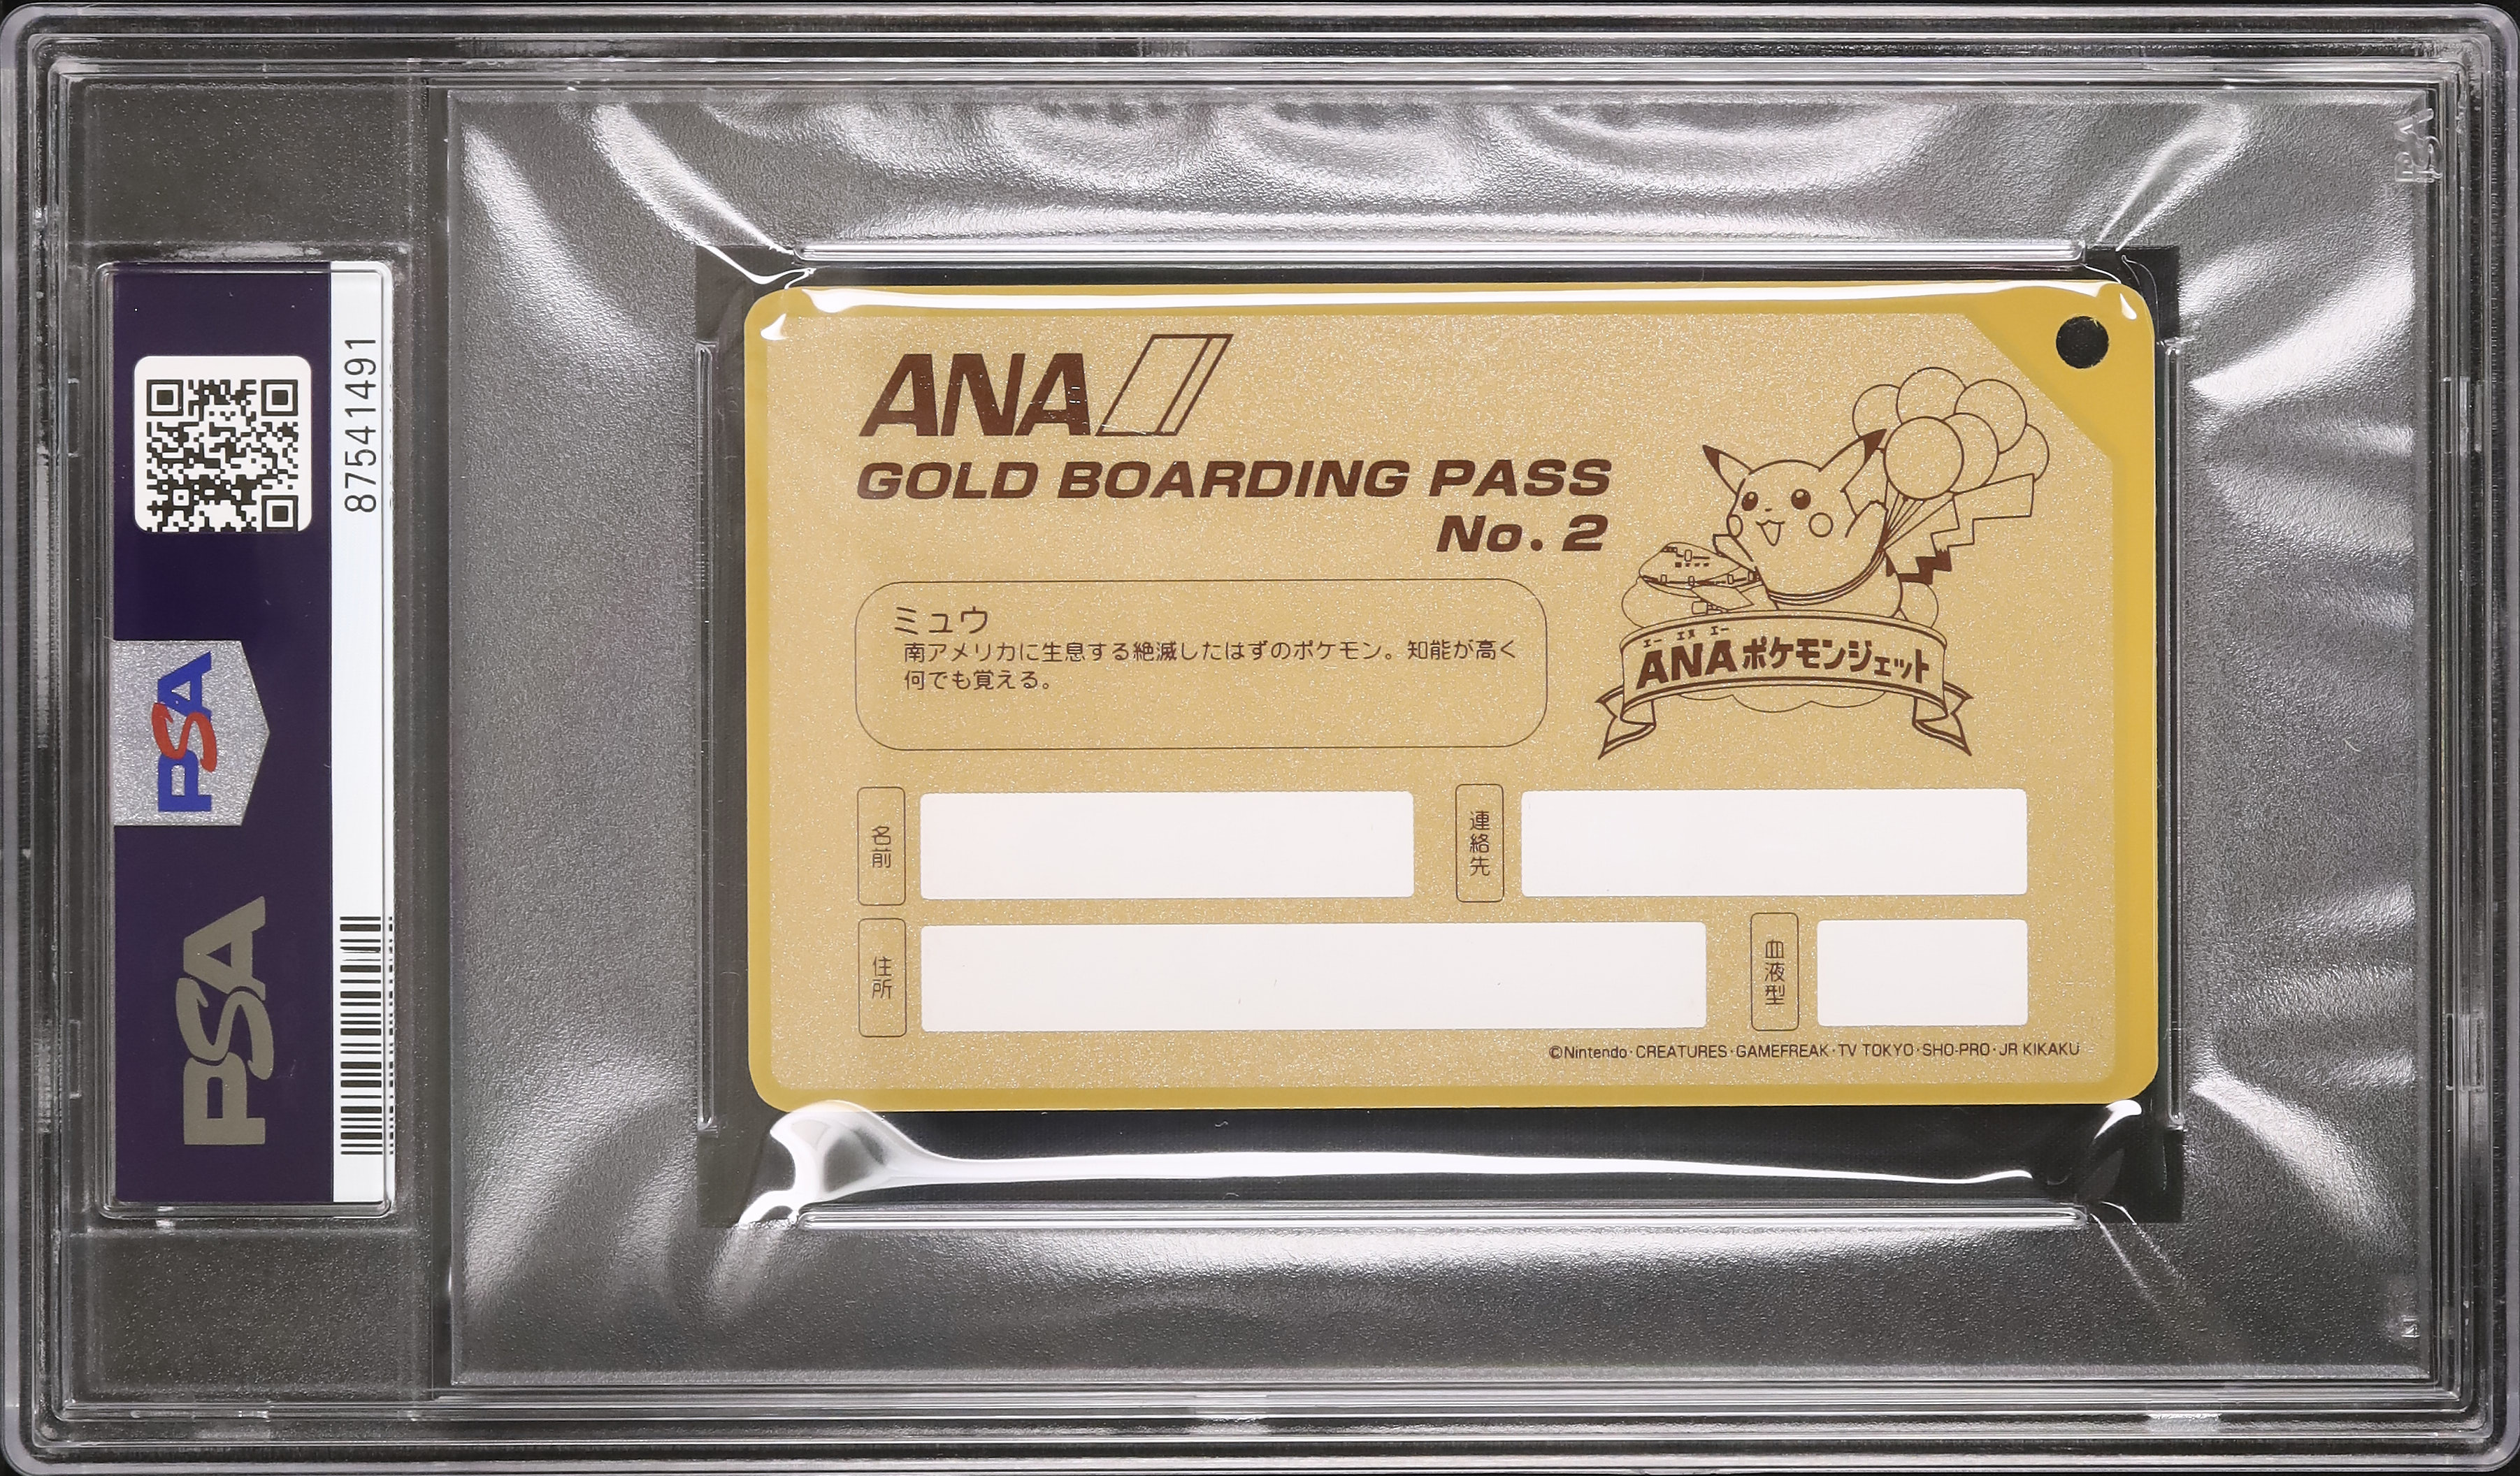 87541491
PSA
PSA
PSA
ANA
GOLD BOARDING PASS
No. 2
ミュウ
南アメリカに生息する絶滅したはずのポケモン。知能が高く
何でも覚える。
エー エヌ エー
ANAポケモンジェット
名前
連絡先
住所
血液型
©Nintendo・CREATURES・GAMEFREAK・TV TOKYO・SHO-PRO・JR KIKAKU